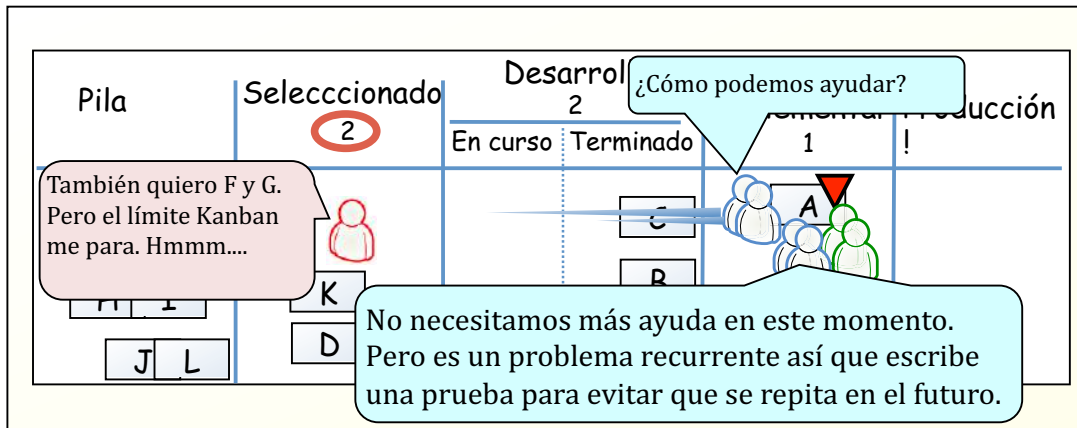 Pila
Selecccionado
2
Desarrol
2
En curso
Terminado
1
ducción
!
¿Cómo podemos ayudar?
También quiero F y G.
Pero el límite Kanban
me para. Hmmm....
A
C
B
K
D
J L
No necesitamos más ayuda en este momento.
Pero es un problema recurrente así que escribe
una prueba para evitar que se repita en el futuro.